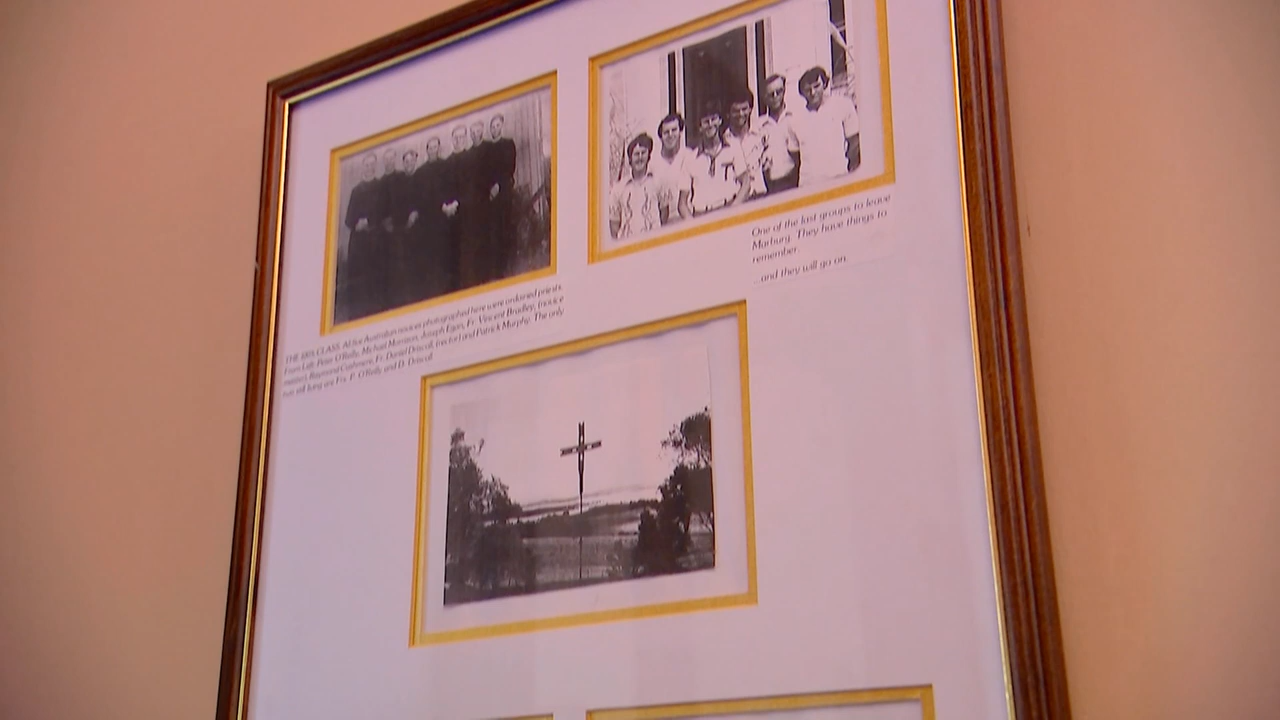 THE CLASS. All Six Australian novices photographed here were ordained priests.
From Left: Peter O'Reilly, Michael Morrison, Joseph Egan, Fr. Vincent Bradley, (novice
master), Raymond Cashmere, Fr. Daniel Driscoll, (rector) and Patrick Murphy. The only
two still living are Frs. P. O'Reilly and D. Driscoll.
One of the last groups to leave
Marburg. They have things to
remember.
...and they will go on.